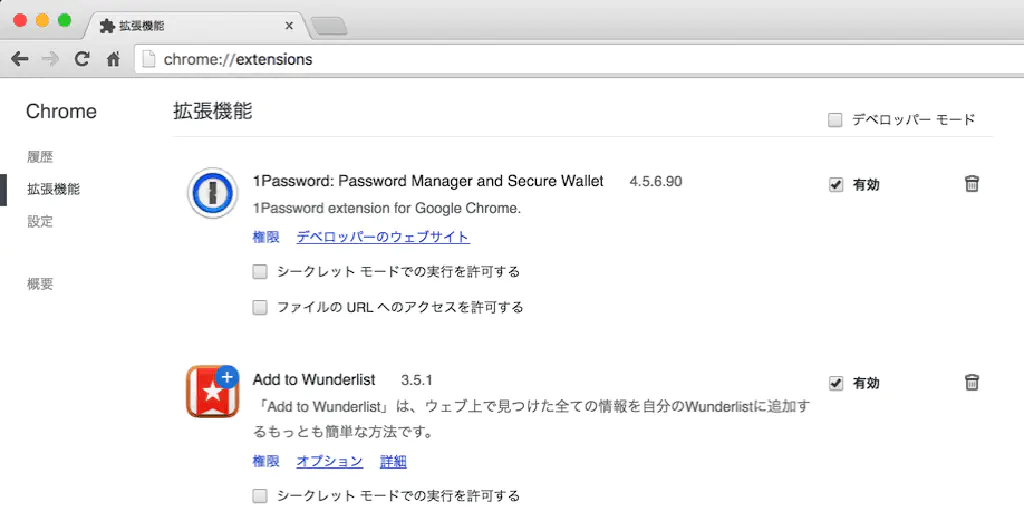 拡張機能
chrome://extensions
Chrome
拡張機能
デベロッパー モード
履歴
拡張機能
設定
概要
1Password: Password Manager and Secure Wallet 4.5.6.90
有効
1Password extension for Google Chrome.
権限 デベロッパーのウェブサイト
シークレット モードでの実行を許可する
ファイルの URL へのアクセスを許可する
Add to Wunderlist 3.5.1
有効
「Add to Wunderlist」は、ウェブ上で見つけた全ての情報を自分のWunderlistに追加す
るもっとも簡単な方法です。
権限 オプション 詳細
シークレット モードでの実行を許可する